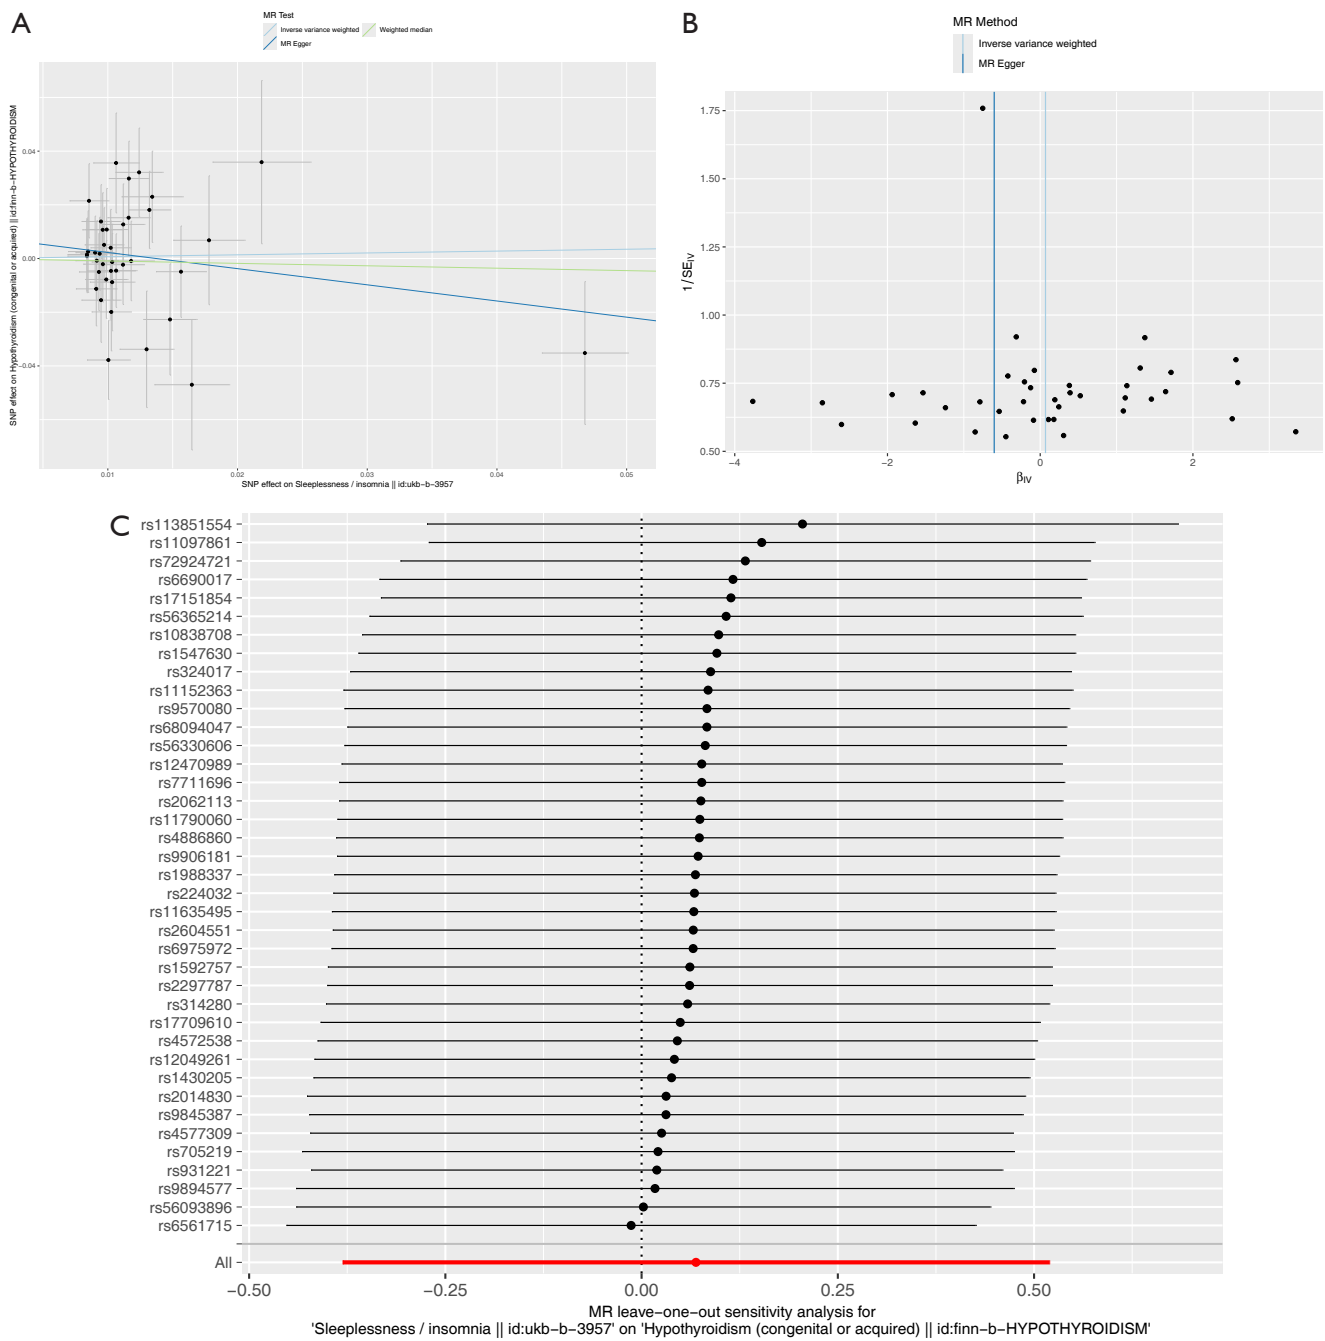 A
MR Test
Inverse variance weighted
Weighted median
MR Egger
SNP effect on Hypothyroidism (congenital or acquired) || id:finn-b-HYPOTHYROIDISM
0.04
0.00
−0.04
0.01
0.02
0.03
0.04
0.05
SNP effect on Sleeplessness / insomnia || id:ukb-b-3957
B
MR Method
Inverse variance weighted
MR Egger
1/SEIV
1.75
1.50
1.25
1.00
0.75
0.50
−4
−2
0
2
βIV
C
rs113851554
rs11097861
rs72924721
rs6690017
rs17151854
rs56365214
rs10838708
rs1547630
rs324017
rs11152363
rs9570080
rs68094047
rs56330606
rs12470989
rs7711696
rs2062113
rs11790060
rs4886860
rs9906181
rs1988337
rs224032
rs11635495
rs2604551
rs6975972
rs1592757
rs2297787
rs314280
rs17709610
rs4572538
rs12049261
rs1430205
rs2014830
rs9845387
rs4577309
rs705219
rs931221
rs9894577
rs56093896
rs6561715
All
−0.50
−0.25
0.00
0.25
0.50
MR leave−one−out sensitivity analysis for
'Sleeplessness / insomnia || id:ukb−b−3957' on 'Hypothyroidism (congenital or acquired) || id:finn−b−HYPOTHYROIDISM'